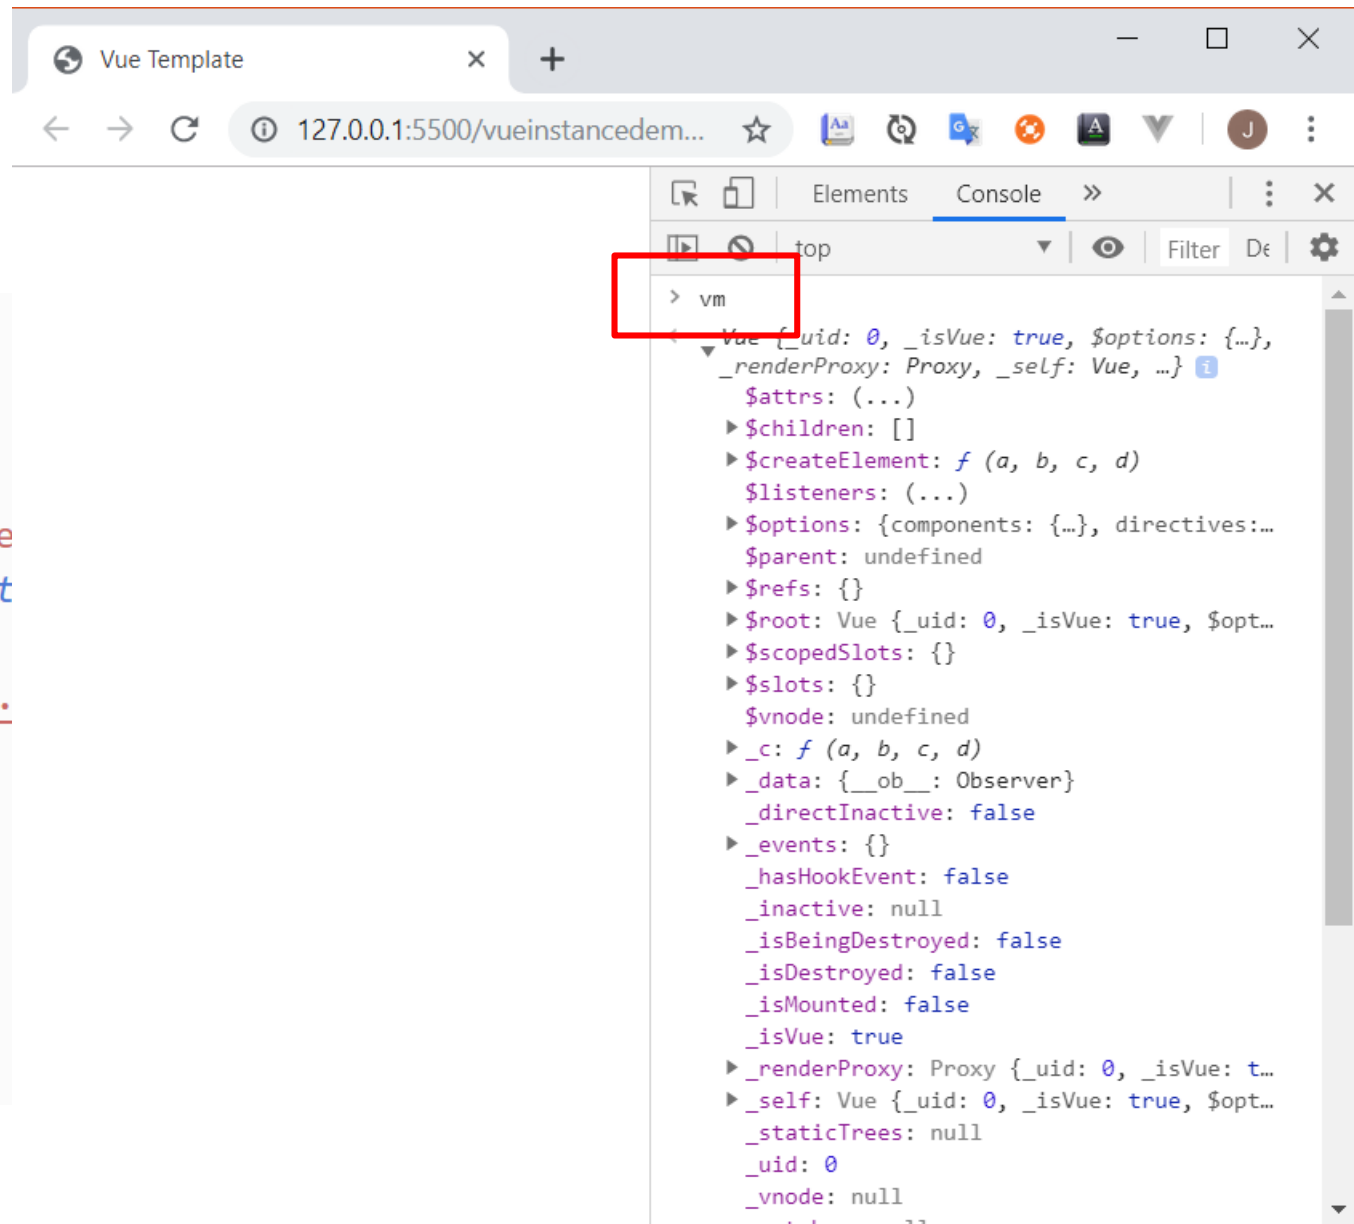 Vue Template
127.0.0.1:5500/vueinstancedem...
J
Elements Console
top Filter De
> vm
Vue {_uid: 0, _isVue: true, $options: {…},
_renderProxy: Proxy, _self: Vue, …} i
$attrs: (...)
$children: []
$createElement: ƒ (a, b, c, d)
$listeners: (...)
e
$options: {components: {…}, directives:…
$parent: undefined
t
$refs: {}
$root: Vue {_uid: 0, _isVue: true, $opt…
$scopedSlots: {}
$slots: {}
$vnode: undefined
_c: ƒ (a, b, c, d)
_data: {__ob__: Observer}
_directInactive: false
_events: {}
_hasHookEvent: false
_inactive: null
_isBeingDestroyed: false
_isDestroyed: false
_isMounted: false
_isVue: true
_renderProxy: Proxy {_uid: 0, _isVue: t…
_self: Vue {_uid: 0, _isVue: true, $opt…
_staticTrees: null
_uid: 0
_vnode: null